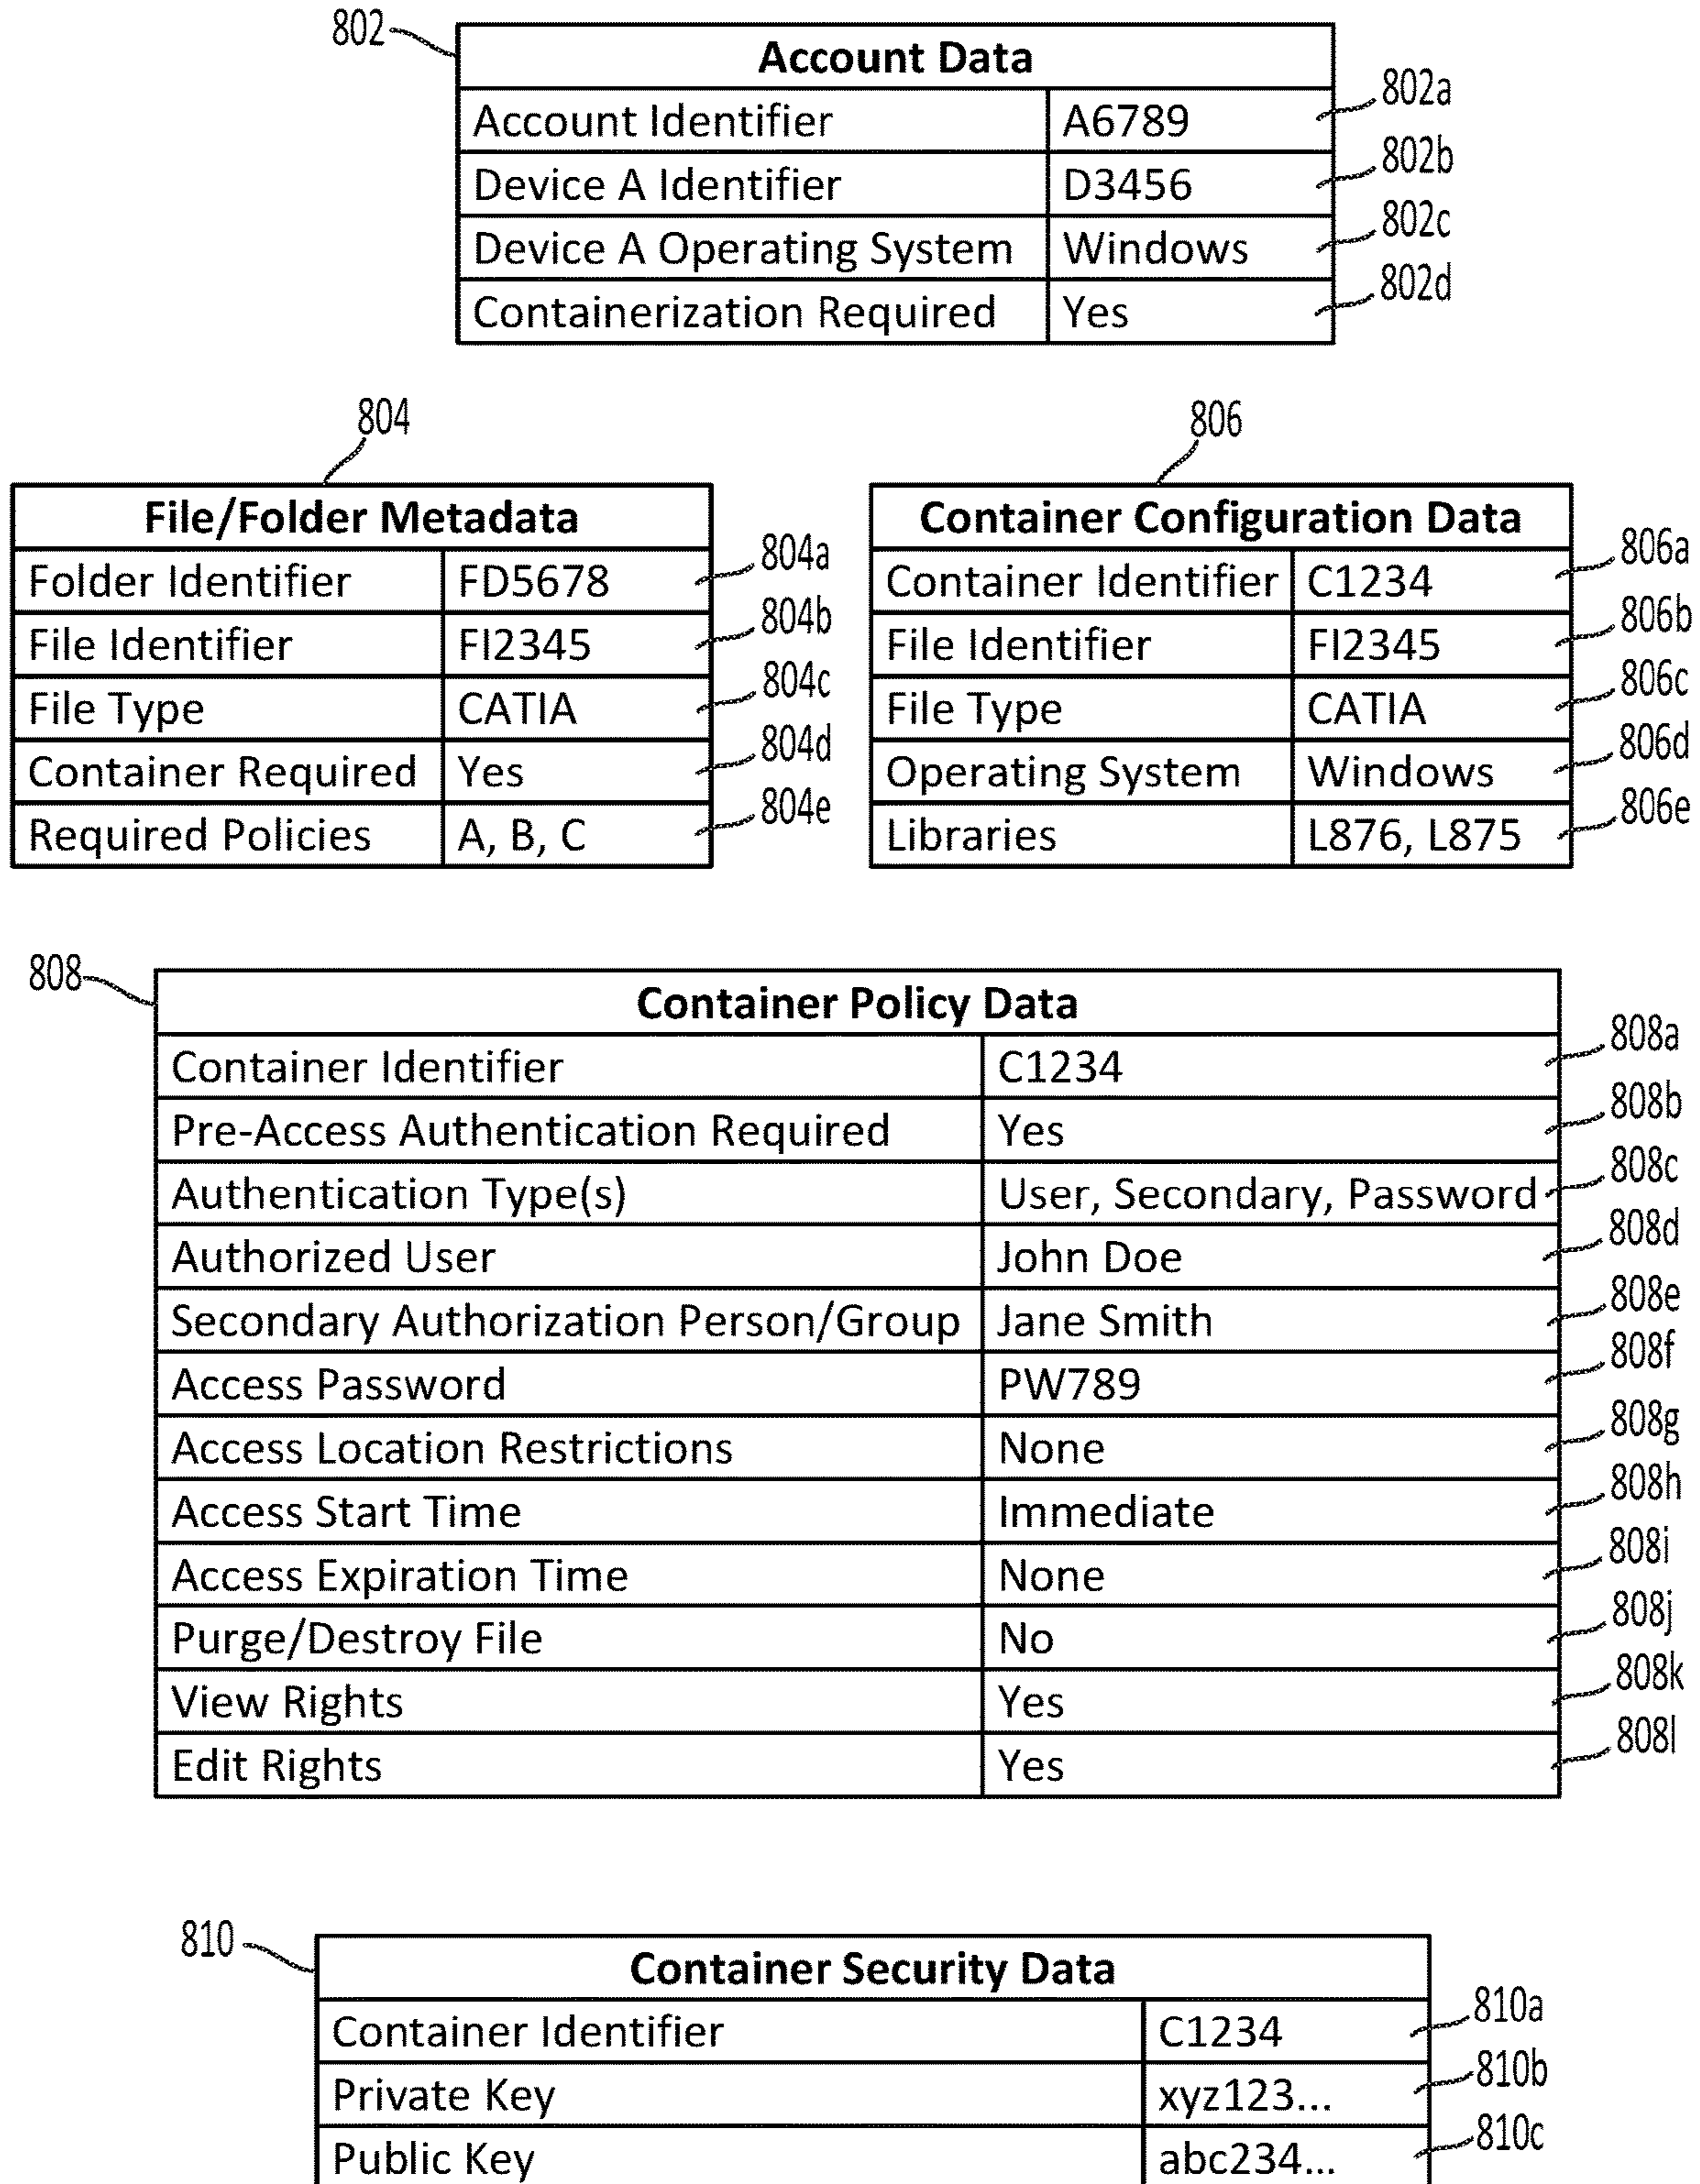 802
Account Data
Account Identifier A6789 802a
Device A Identifier D3456 802b
Device A Operating System Windows 802c
Containerization Required Yes 802d
804
File/Folder Metadata
Folder Identifier FD5678 804a
File Identifier FI2345 804b
File Type CATIA 804c
Container Required Yes 804d
Required Policies A, B, C 804e
806
Container Configuration Data
Container Identifier C1234 806a
File Identifier FI2345 806b
File Type CATIA 806c
Operating System Windows 806d
Libraries L876, L875 806e
808
Container Policy Data
Container Identifier C1234 808a
Pre-Access Authentication Required Yes 808b
Authentication Type(s) User, Secondary, Password 808c
Authorized User John Doe 808d
Secondary Authorization Person/Group Jane Smith 808e
Access Password PW789 808f
Access Location Restrictions None 808g
Access Start Time Immediate 808h
Access Expiration Time None 808i
Purge/Destroy File No 808j
View Rights Yes 808k
Edit Rights Yes 808l
810
Container Security Data
Container Identifier C1234 810a
Private Key xyz123... 810b
Public Key abc234... 810c